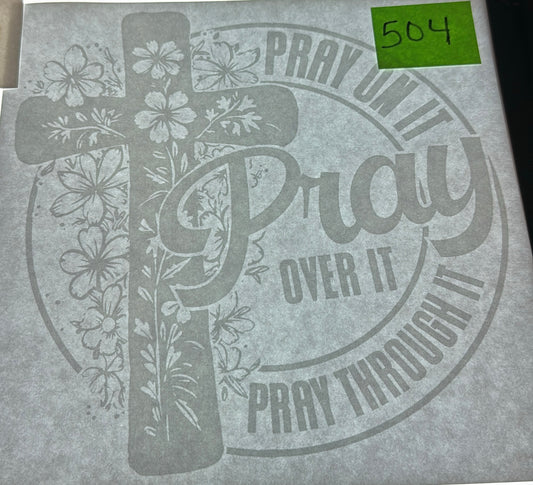 504
PRAY ON IT
Pray
OVER IT
PRAY THROUGH IT